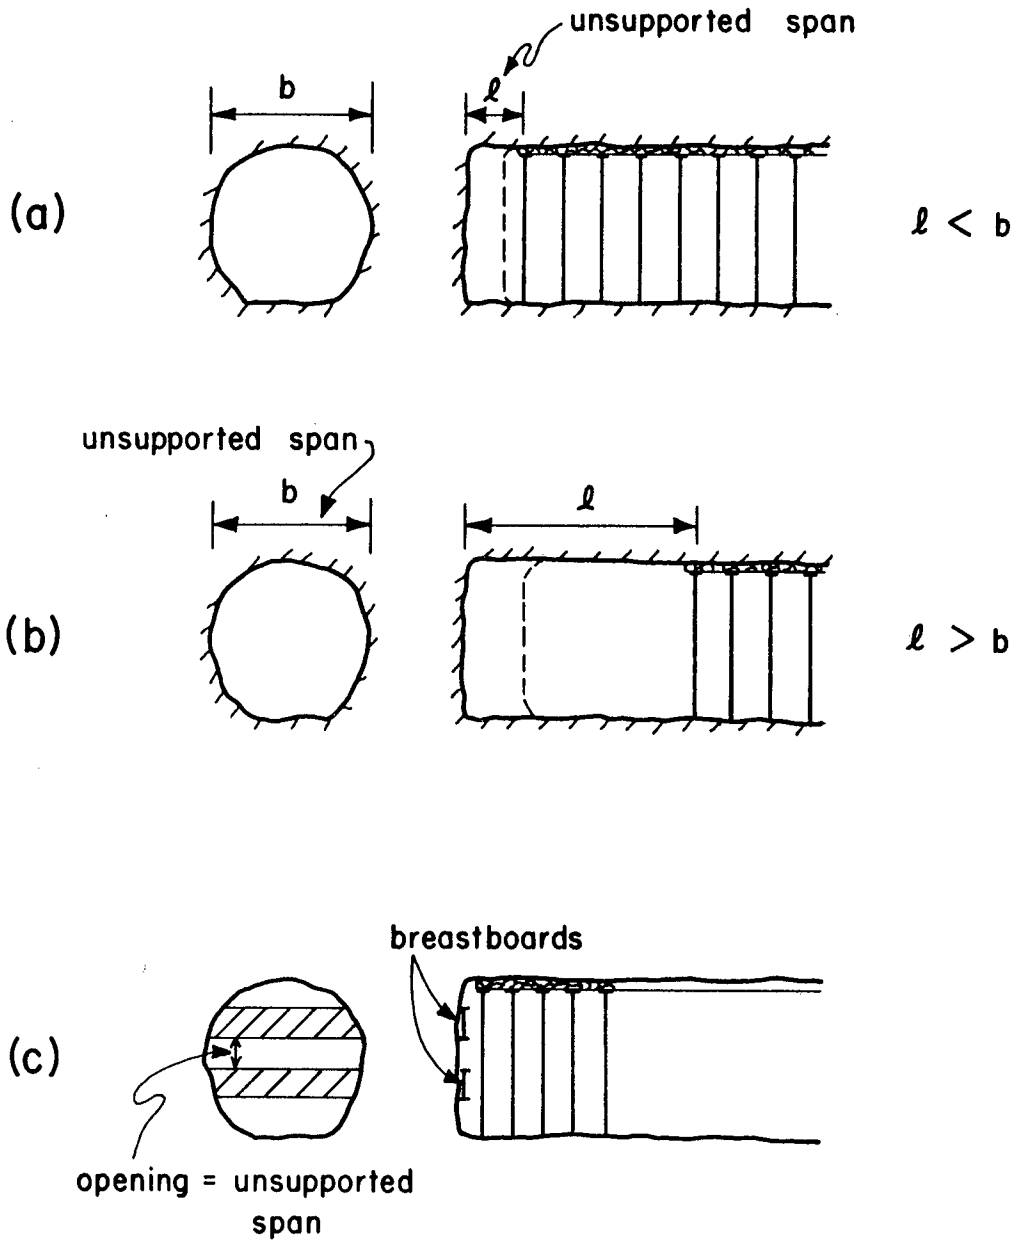 unsupported span
b
ℓ
(a)
ℓ < b
unsupported span
b
ℓ
(b)
ℓ > b
breastboards
(c)
opening = unsupported
span